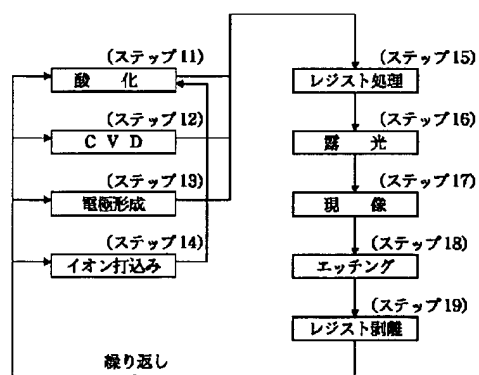 (ステップ11)
酸 化
(ステップ12)
C V D
(ステップ13)
電極形成
(ステップ14)
イオン打込み
繰り返し
(ステップ15)
レジスト処理
(ステップ16)
露 光
(ステップ17)
現 像
(ステップ18)
エッチング
(ステップ19)
レジスト剥離